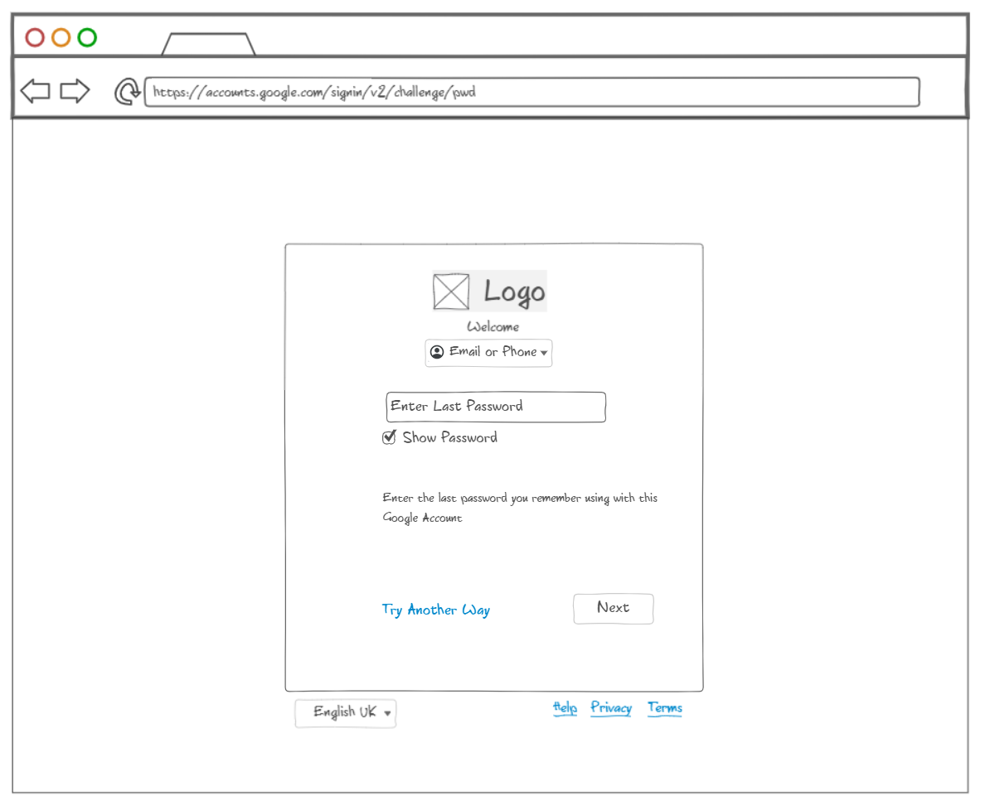 https://accounts.google.com/signin/v2/challenge/pwd
Logo
Welcome
Email or Phone
Enter Last Password
Show Password
Enter the last password you remember using with this
Google Account
Try Another Way
Next
English UK
Help Privacy Terms